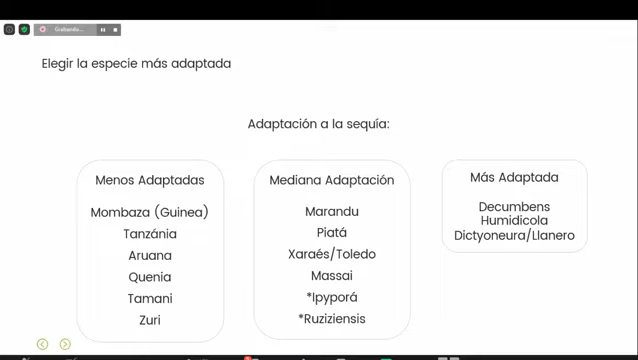 Grabando...
Elegir la especie más adaptada
Adaptación a la sequía:
Menos Adaptadas
Mombaza (Guinea)
Tanzánia
Aruana
Quenia
Tamani
Zuri
Mediana Adaptación
Marandu
Piatá
Xaraés/Toledo
Massai
*Ipyporá
*Ruziziensis
Más Adaptada
Decumbens
Humidicola
Dictyoneura/Llanero